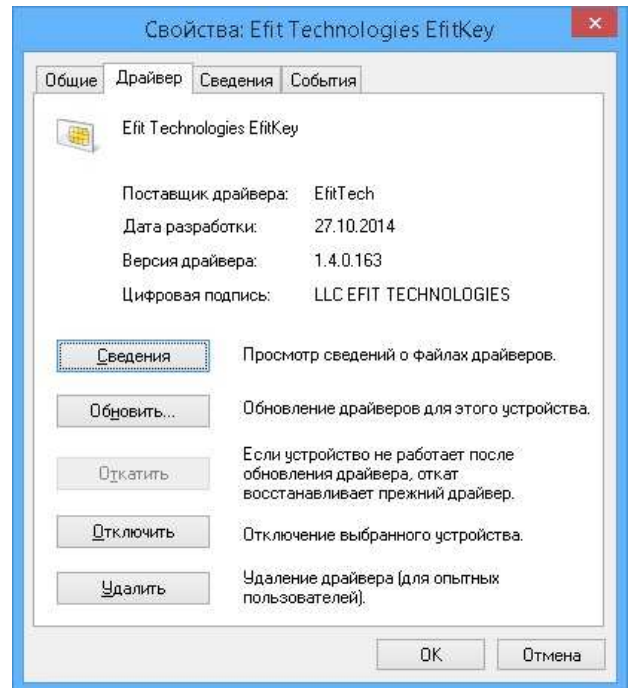 Свойства: Efit Technologies EfitKey
Общие Драйвер Сведения События
Efit Technologies EfitKey
Поставщик драйвера: EfitTech
Дата разработки: 27.10.2014
Версия драйвера: 1.4.0.163
Цифровая подпись: LLC EFIT TECHNOLOGIES
Сведения Просмотр сведений о файлах драйверов.
Обновить... Обновление драйверов для этого устройства.
Откатить Если устройство не работает после
обновления драйвера, откат
восстанавливает прежний драйвер.
Отключить Отключение выбранного устройства.
Удалить Удаление драйвера (для опытных
пользователей).
OK Отмена